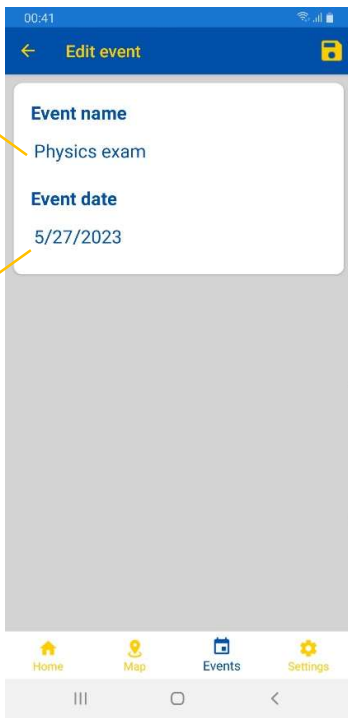 00:41
Edit event
Event name
Physics exam
Event date
5/27/2023
Home Map Events Settings